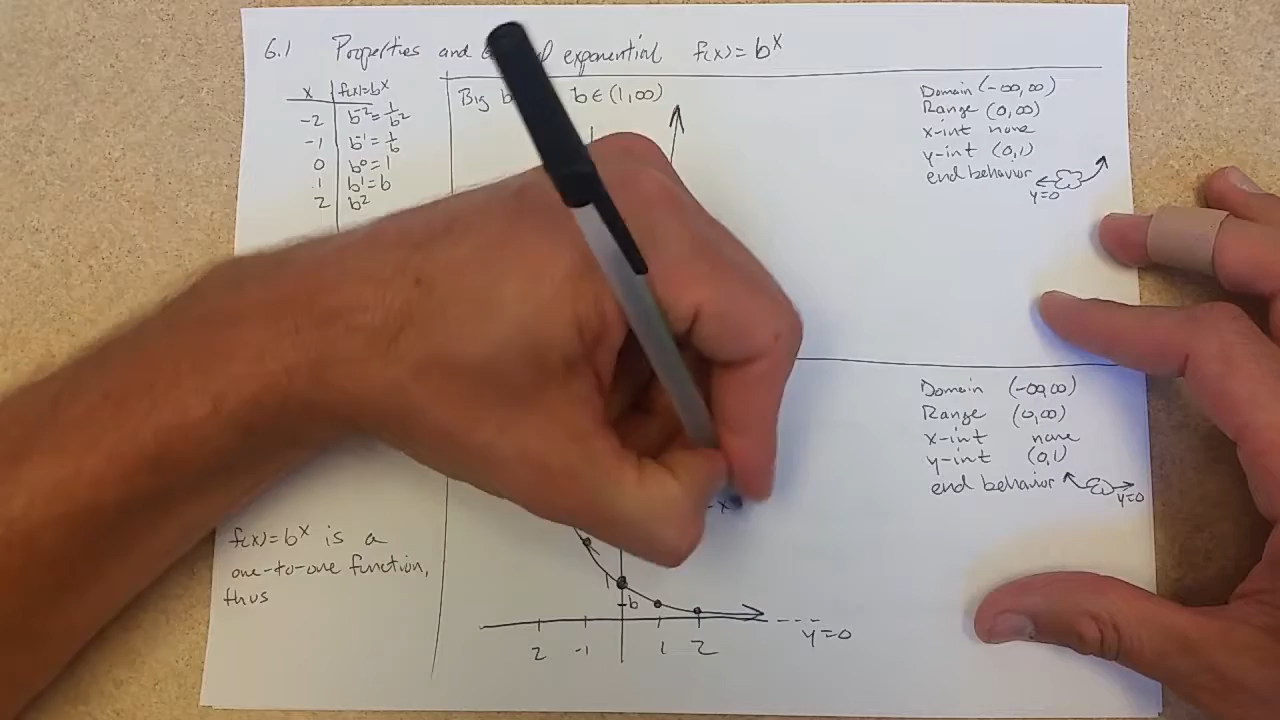 6.1 Properties and exponential f(x) = b^x
x f(x)=b^x
-2 b^-2 = 1/b^2
-1 b^-1 = 1/b
0 b^0 = 1
1 b^1 = b
2 b^2
Big b ∈ (1,∞)
Domain (-∞,∞)
Range (0,∞)
x-int none
y-int (0,1)
end behavior
y=0
Domain (-∞,∞)
Range (0,∞)
x-int none
y-int (0,1)
end behavior
y=0
f(x)=b^x is a
one-to-one function,
thus
-x
1
b
y=0
2 -1 1 2